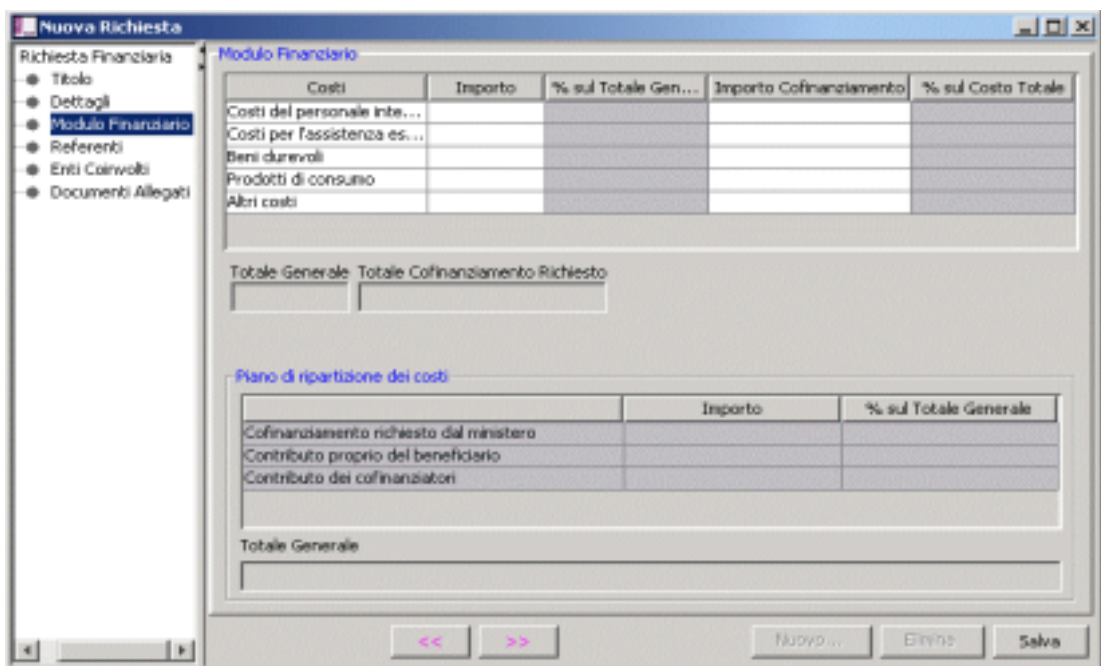 Nuova Richiesta
Richiesta Finanziaria
Titolo
Dettagli
Modulo Finanziario
Referenti
Enti Coinvolti
Documenti Allegati
Modulo Finanziario
Costi Importo % sul Totale Gen... Importo Cofinanziamento % sul Costo Totale
Costi del personale inte...
Costi per l'assistenza es...
Beni durevoli
Prodotti di consumo
Altri costi
Totale Generale Totale Cofinanziamento Richiesto
Piano di ripartizione dei costi
Importo % sul Totale Generale
Cofinanziamento richiesto dal ministero
Contributo proprio del beneficiario
Contributo dei cofinanziatori
Totale Generale
<< >> Nuovo ... Elimina Salva